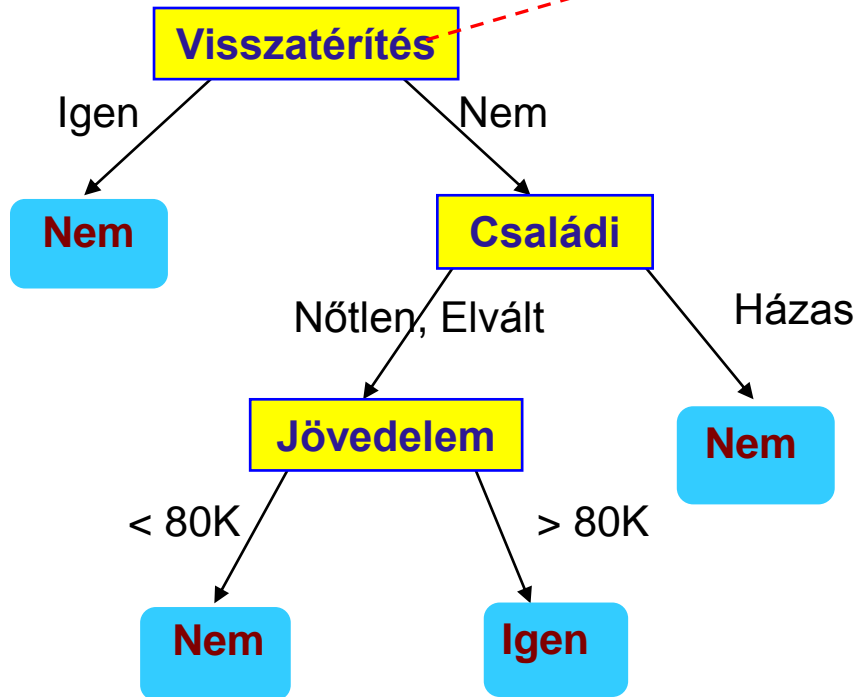 Visszatérítés
Igen
Nem
Nem
Családi
Nőtlen, Elvált
Házas
Jövedelem
Nem
< 80K
> 80K
Nem
Igen